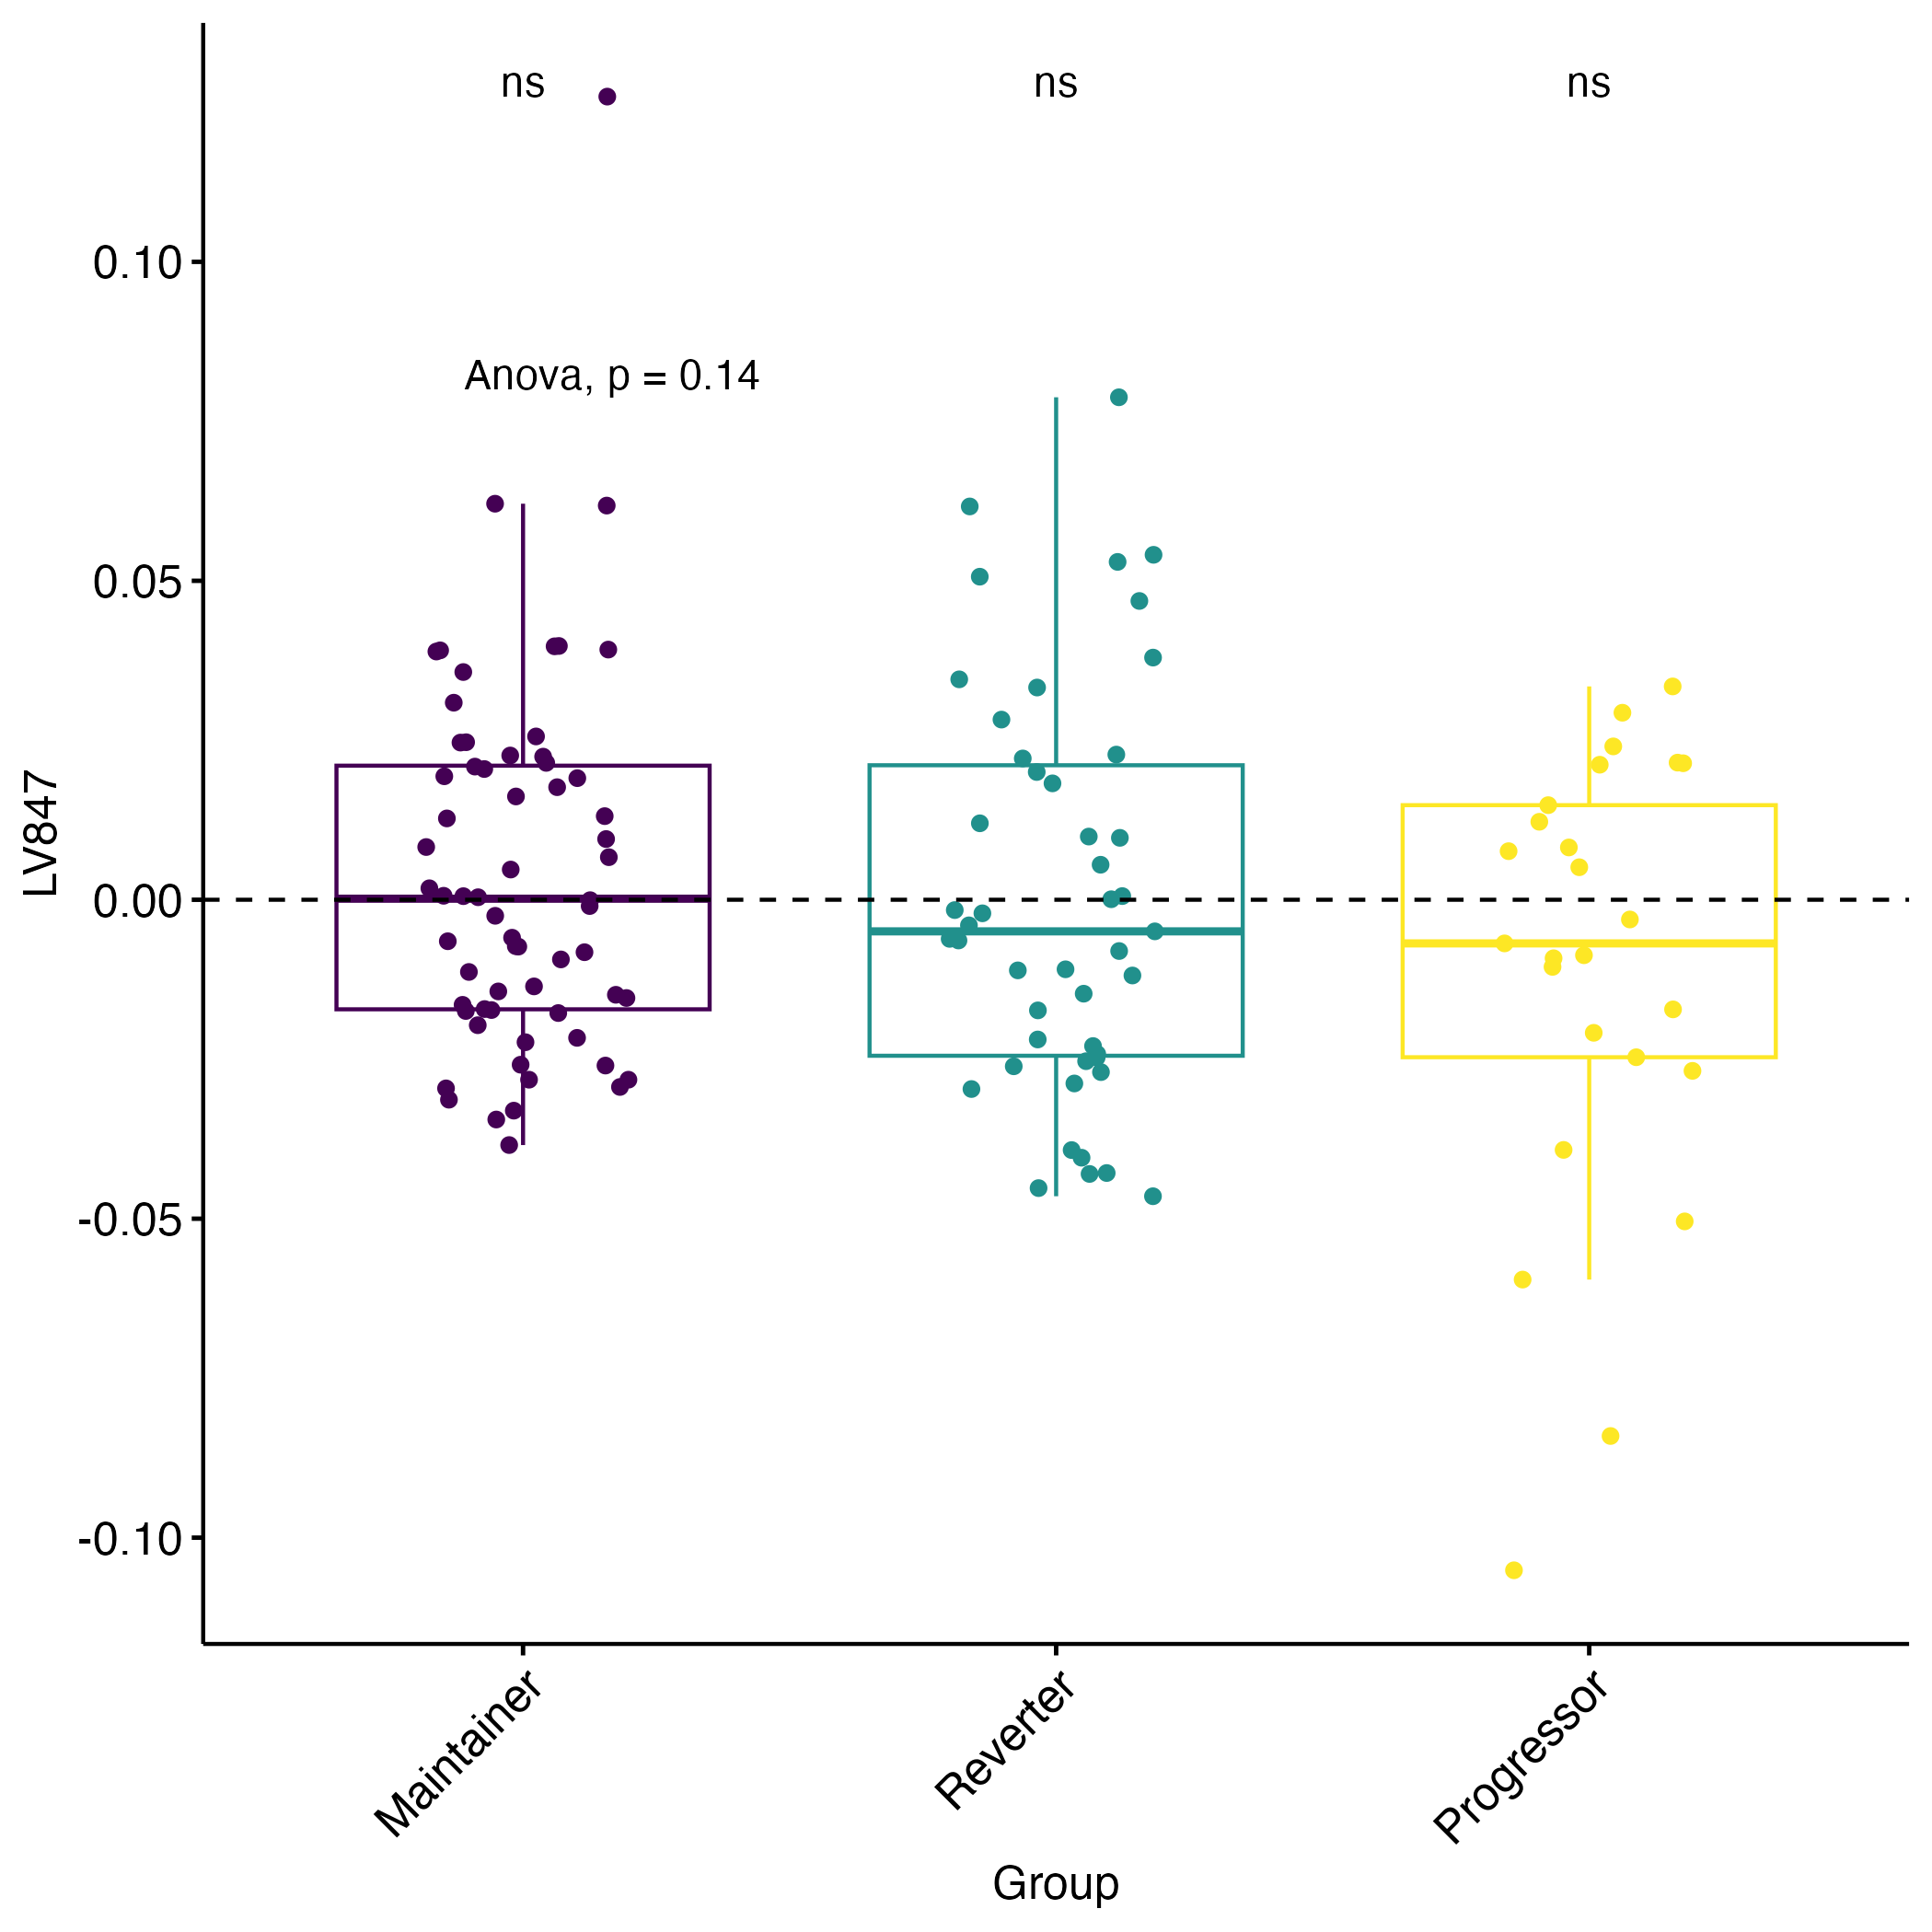 ns ns ns
Anova, p = 0.14
LV847
0.10
0.05
0.00
-0.05
-0.10
Maintainer
Reverter
Progressor
Group